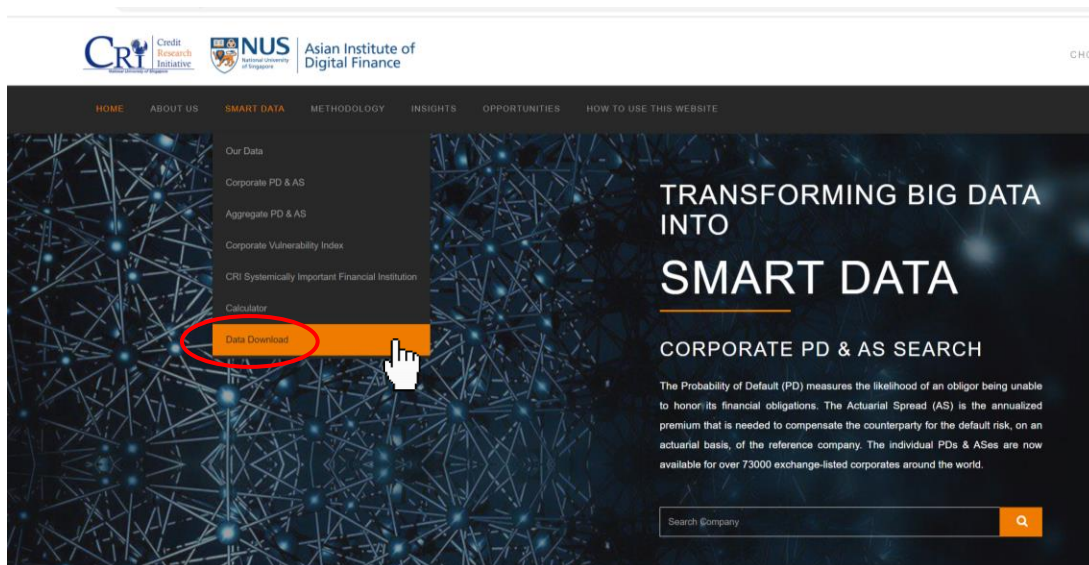 CRI
Credit
Research
Initiative
National University of Singapore
NUS
National University
of Singapore
Asian Institute of
Digital Finance
CHO
HOME ABOUT US SMART DATA METHODOLOGY INSIGHTS OPPORTUNITIES HOW TO USE THIS WEBSITE
Our Data
Corporate PD & AS
Aggregate PD & AS
Corporate Vulnerability Index
CRI Systemically Important Financial Institution
Calculator
Data Download
TRANSFORMING BIG DATA
INTO
SMART DATA
CORPORATE PD & AS SEARCH
The Probability of Default (PD) measures the likelihood of an obligor being unable
to honor its financial obligations. The Actuarial Spread (AS) is the annualized
premium that is needed to compensate the counterparty for the default risk, on an
actuarial basis, of the reference company. The individual PDs & ASes are now
available for over 73000 exchange-listed corporates around the world.
Search Company